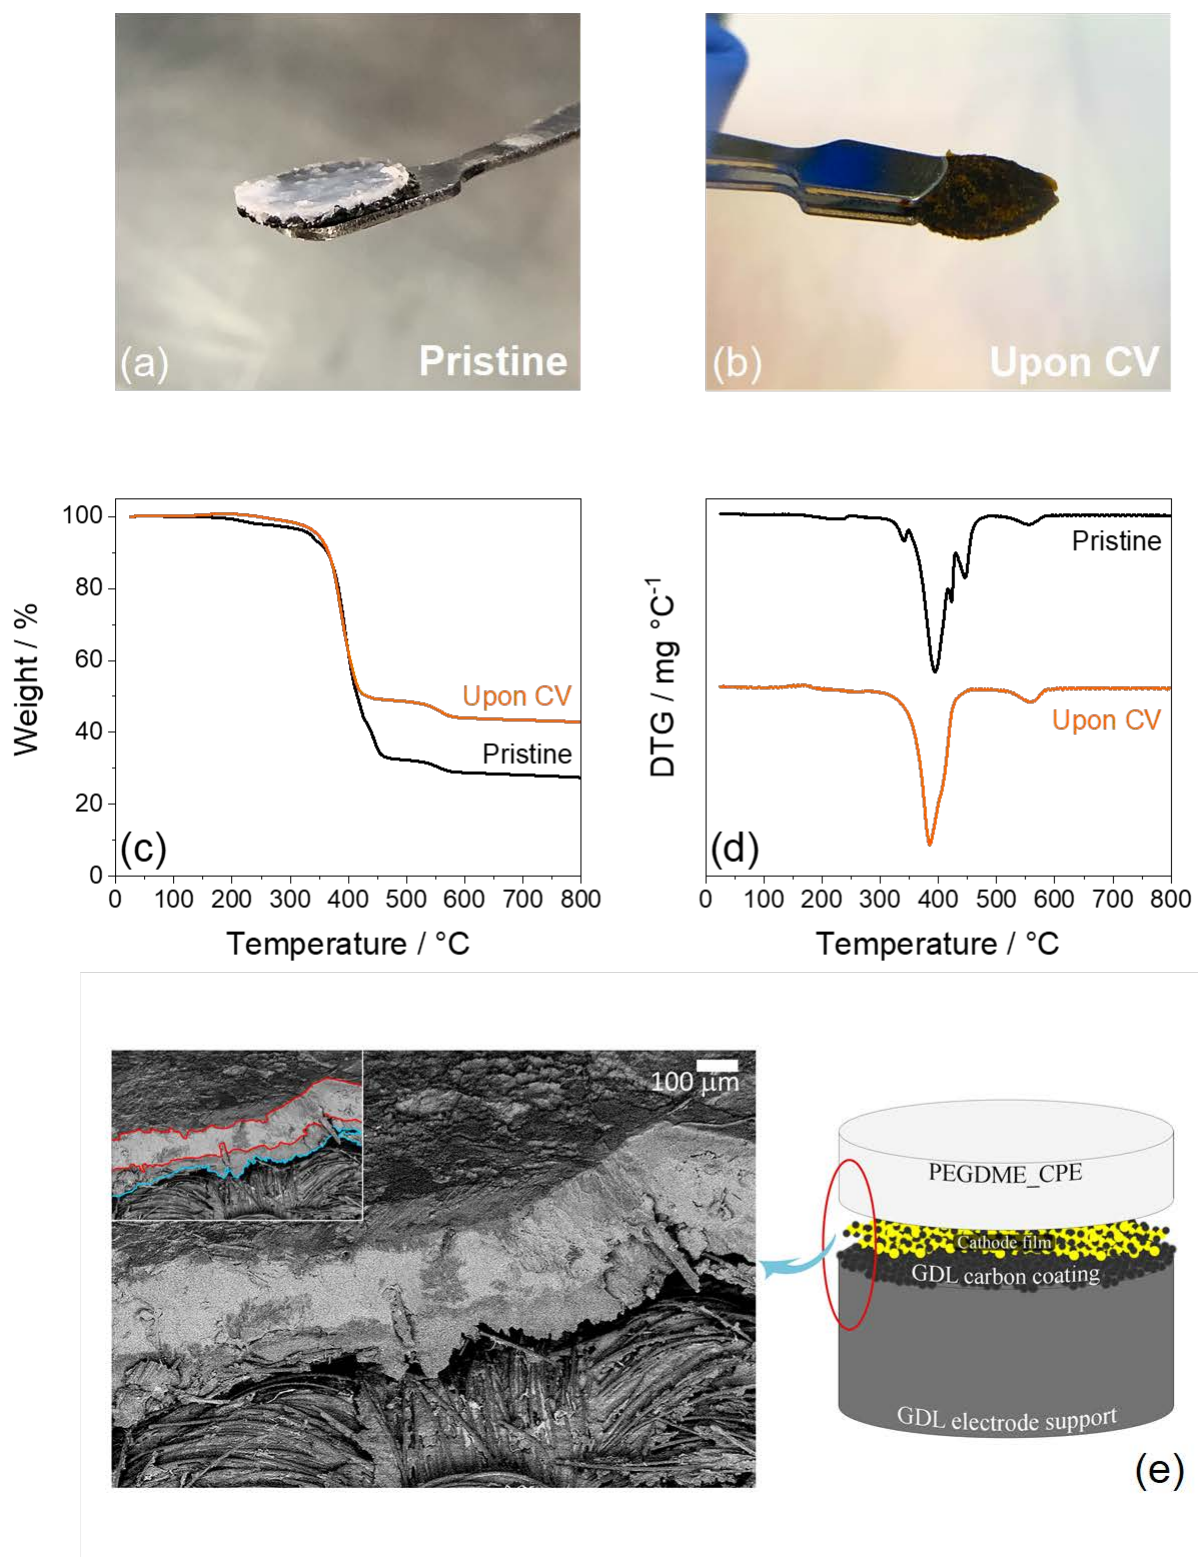 (a)
Pristine
(b)
Upon CV
100
80
60
40
20
0
Weight / %
Upon CV
Pristine
(c)
0 100 200 300 400 500 600 700 800
Temperature / °C
DTG / mg °C⁻¹
Pristine
Upon CV
(d)
0 100 200 300 400 500 600 700 800
Temperature / °C
100 µm
PEGDME_CPE
Cathode film
GDL carbon coating
GDL electrode support
(e)